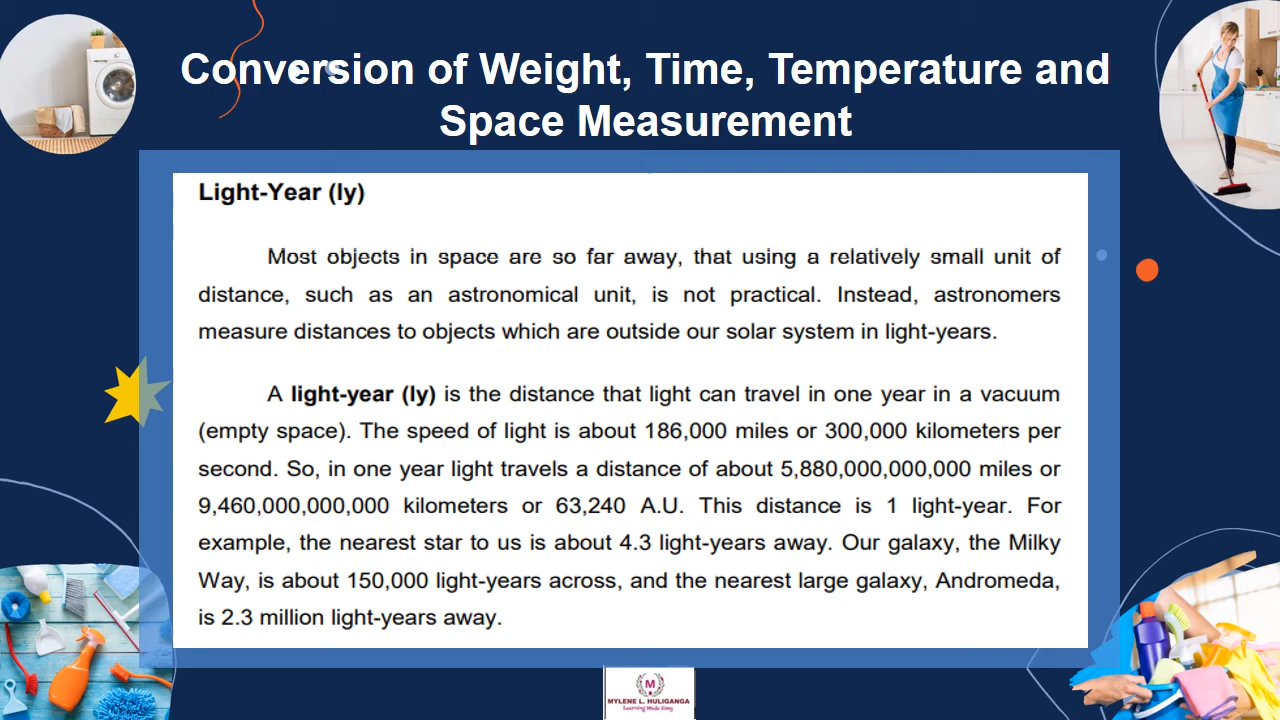 Conversion of Weight, Time, Temperature and
Space Measurement
Light-Year (ly)
Most objects in space are so far away, that using a relatively small unit of
distance, such as an astronomical unit, is not practical. Instead, astronomers
measure distances to objects which are outside our solar system in light-years.
A light-year (ly) is the distance that light can travel in one year in a vacuum
(empty space). The speed of light is about 186,000 miles or 300,000 kilometers per
second. So, in one year light travels a distance of about 5,880,000,000,000 miles or
9,460,000,000,000 kilometers or 63,240 A.U. This distance is 1 light-year. For
example, the nearest star to us is about 4.3 light-years away. Our galaxy, the Milky
Way, is about 150,000 light-years across, and the nearest large galaxy, Andromeda,
is 2.3 million light-years away.
M
MYLENE L. HULIGANGA
Learning Made Easy